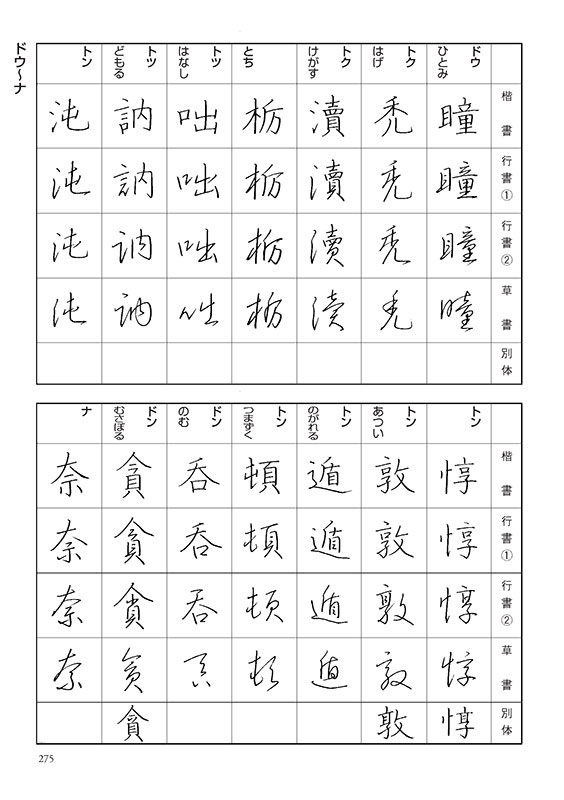 ドウ〜ナ
楷書
行書①
行書②
草書
別体
ドウ
ひとみ
瞳
瞳
瞳
瞳
トク
はげ
禿
禿
禿
禿
トク
けがす
瀆
瀆
瀆
瀆
とち
栃
栃
栃
栃
トツ
はなし
咄
咄
咄
咄
トツ
どもる
訥
訥
訥
訥
トン
沌
沌
沌
沌
楷書
行書①
行書②
草書
別体
トン
惇
惇
惇
惇
惇
トン
あつい
敦
敦
敦
敦
敦
トン
のがれる
遁
遁
遁
遁
トン
つまずく
頓
頓
頓
頓
ドン
のむ
呑
呑
呑
呑
ドン
むさぼる
貪
貪
貪
貪
貪
ナ
奈
奈
奈
奈
275